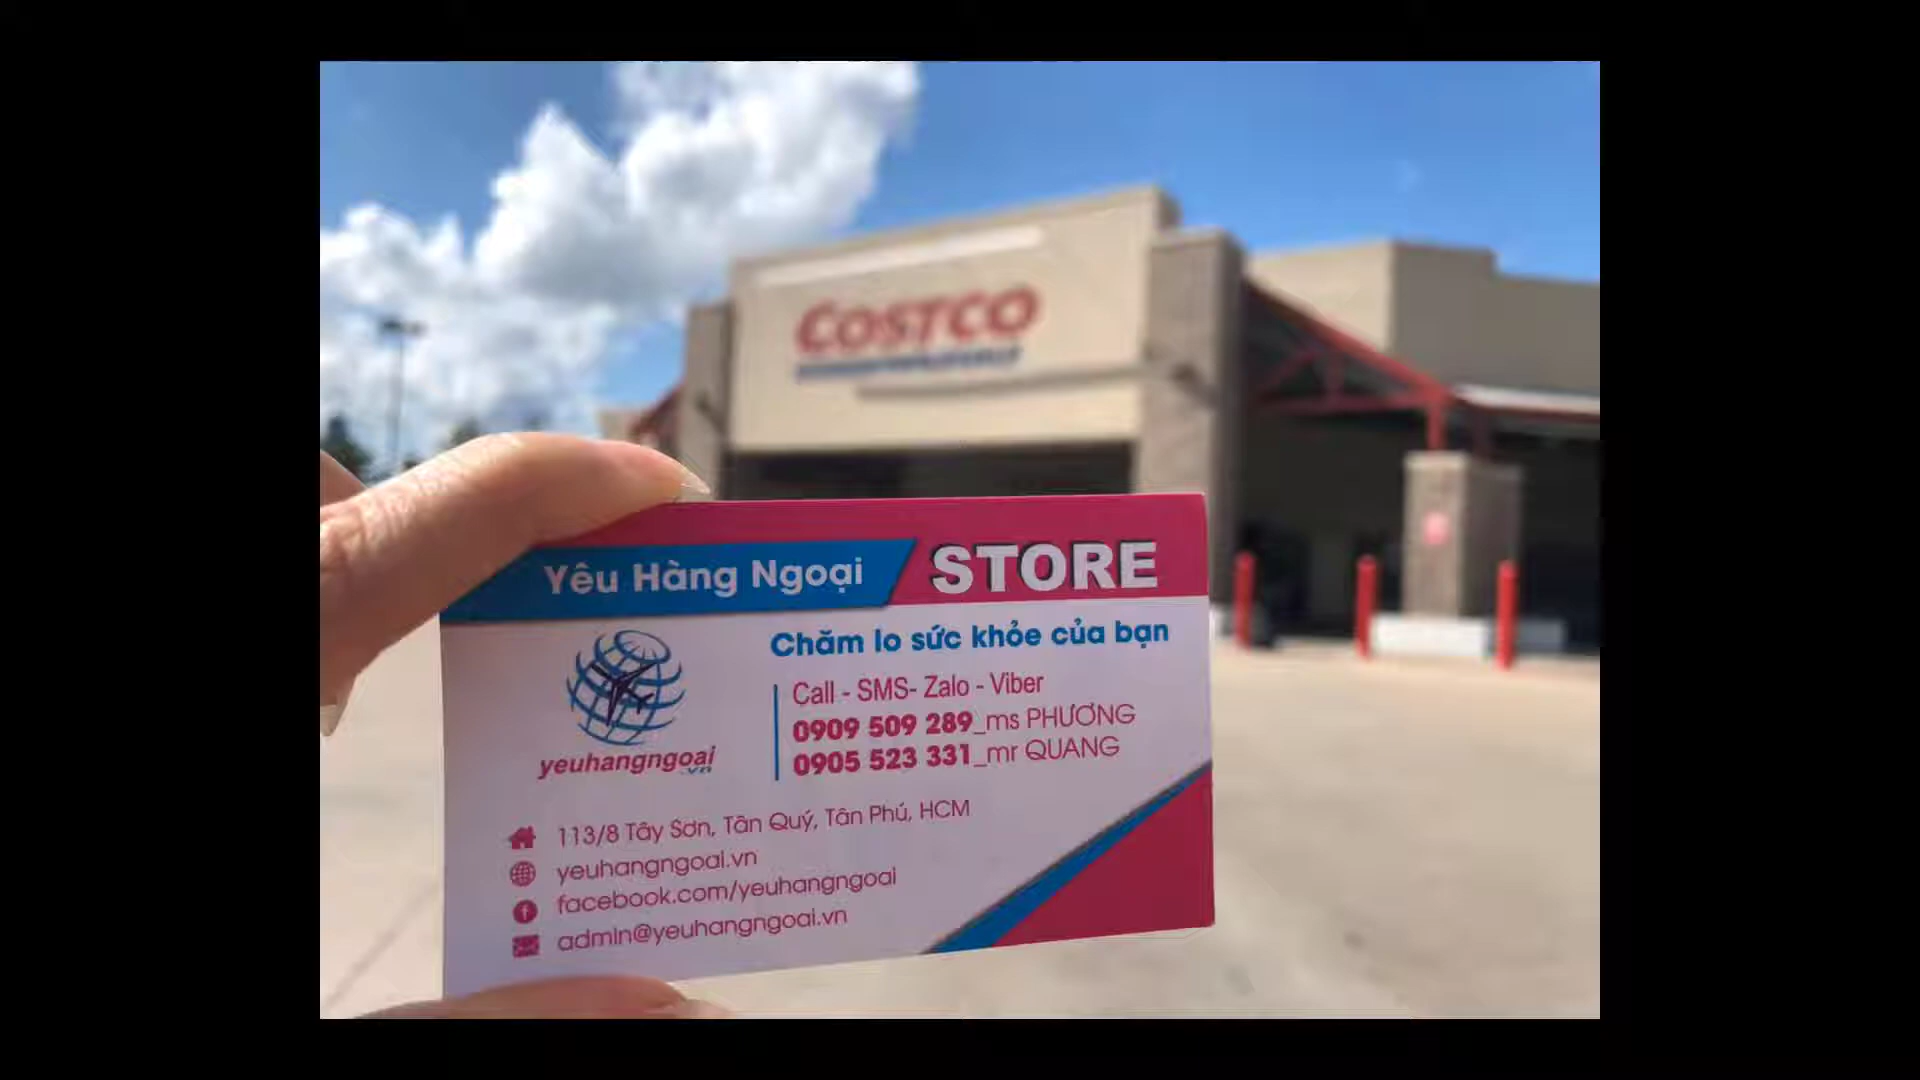 COSTCO
Yêu Hàng Ngoại STORE
Chăm lo sức khỏe của bạn
Call - SMS- Zalo - Viber
0909 509 289_ms PHƯƠNG
0905 523 331_mr QUANG
yeuhangngoai
.vn
113/8 Tây Sơn, Tân Quý, Tân Phú, HCM
yeuhangngoai.vn
facebook.com/yeuhangngoai
admin@yeuhangngoai.vn